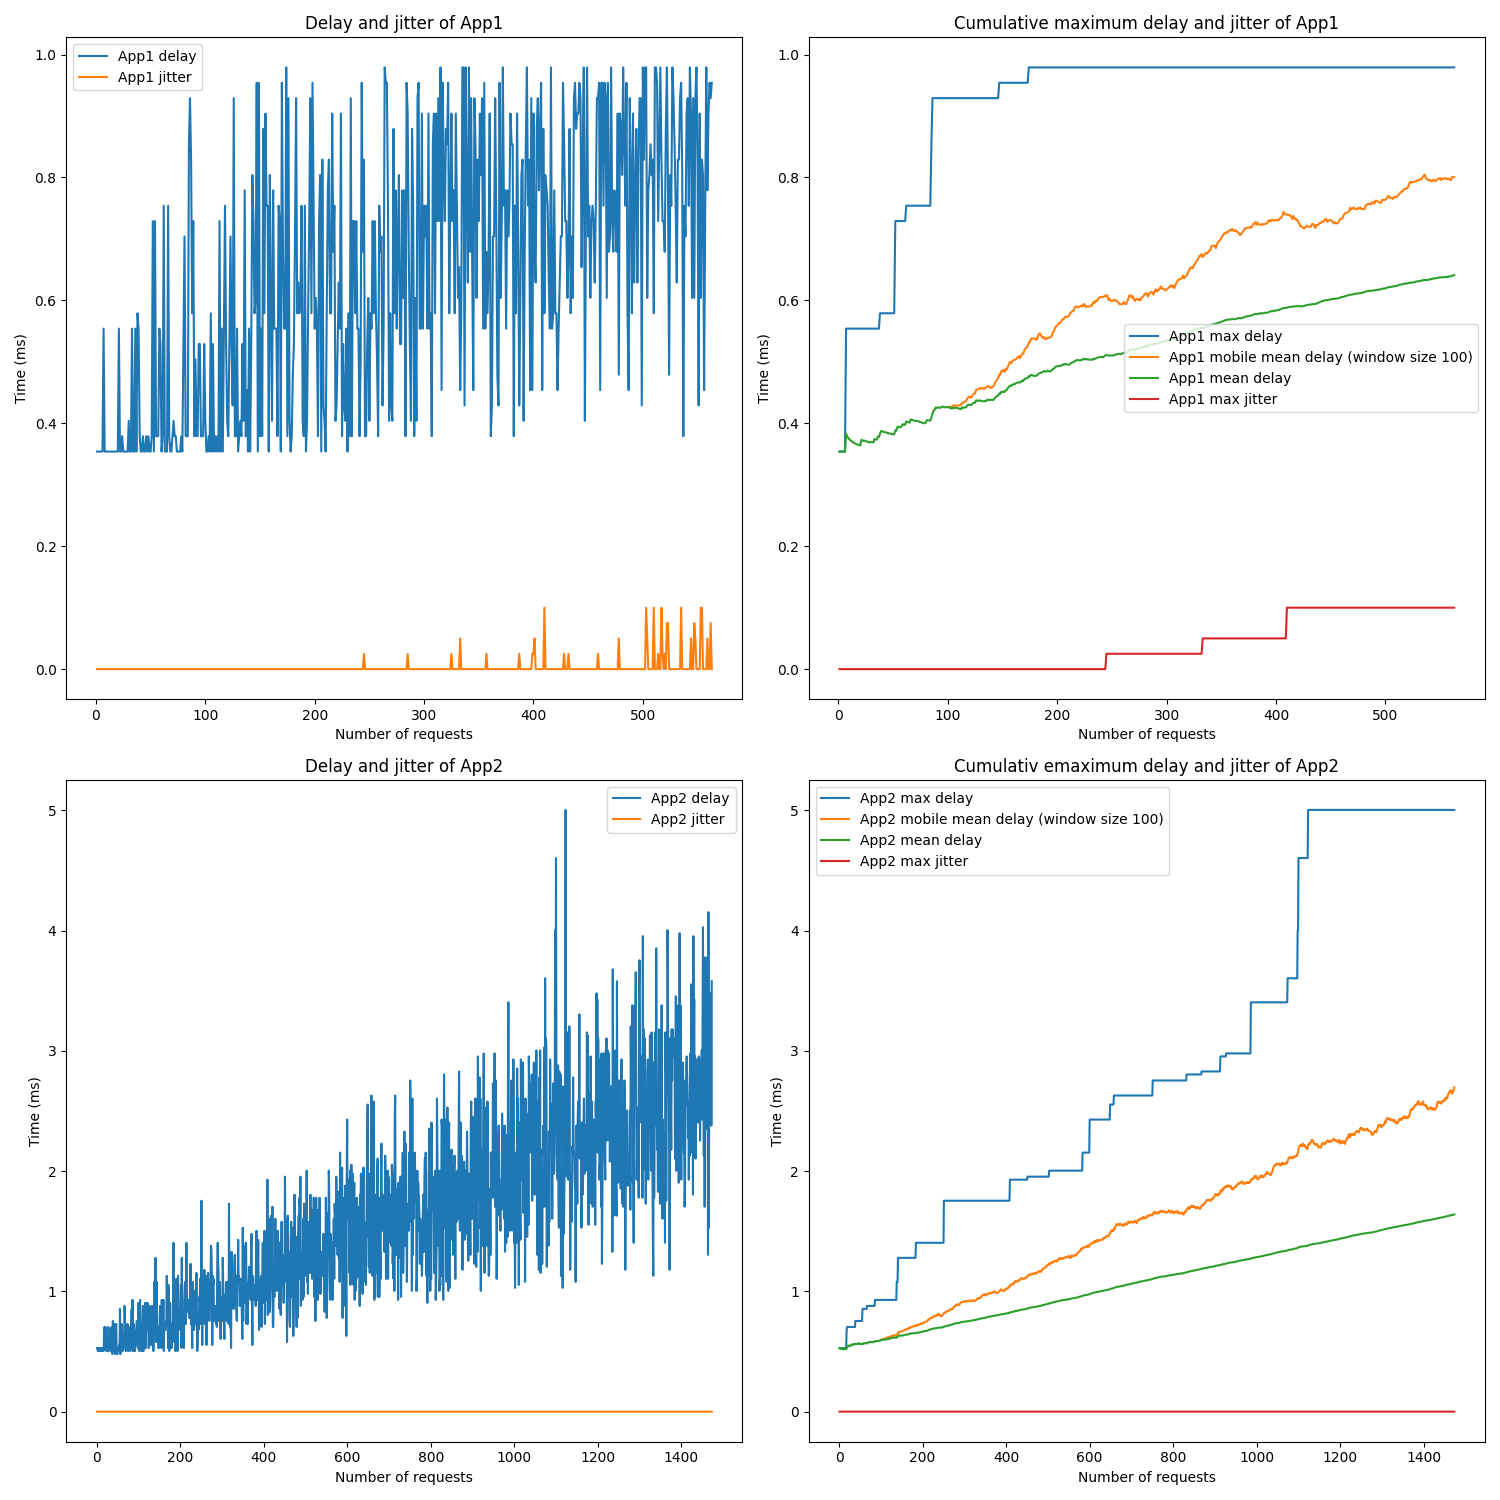 Delay and jitter of App1
App1 delay
App1 jitter
1.0
0.8
0.6
0.4
0.2
0.0
Time (ms)
0 100 200 300 400 500
Number of requests
Cumulative maximum delay and jitter of App1
1.0
0.8
0.6
0.4
0.2
0.0
Time (ms)
App1 max delay
App1 mobile mean delay (window size 100)
App1 mean delay
App1 max jitter
0 100 200 300 400 500
Number of requests
Delay and jitter of App2
App2 delay
App2 jitter
5
4
3
2
1
0
Time (ms)
0 200 400 600 800 1000 1200 1400
Number of requests
Cumulativ emaximum delay and jitter of App2
App2 max delay
App2 mobile mean delay (window size 100)
App2 mean delay
App2 max jitter
5
4
3
2
1
0
Time (ms)
0 200 400 600 800 1000 1200 1400
Number of requests